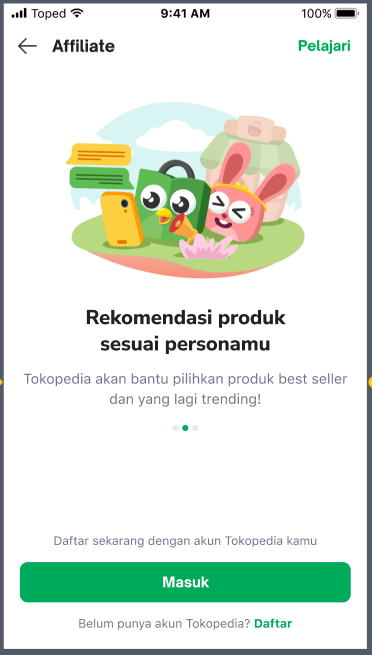 Toped 9:41 AM 100%
Affiliate Pelajari
Rekomendasi produk
sesuai personamu
Tokopedia akan bantu pilihkan produk best seller
dan yang lagi trending!
Daftar sekarang dengan akun Tokopedia kamu
Masuk
Belum punya akun Tokopedia? Daftar